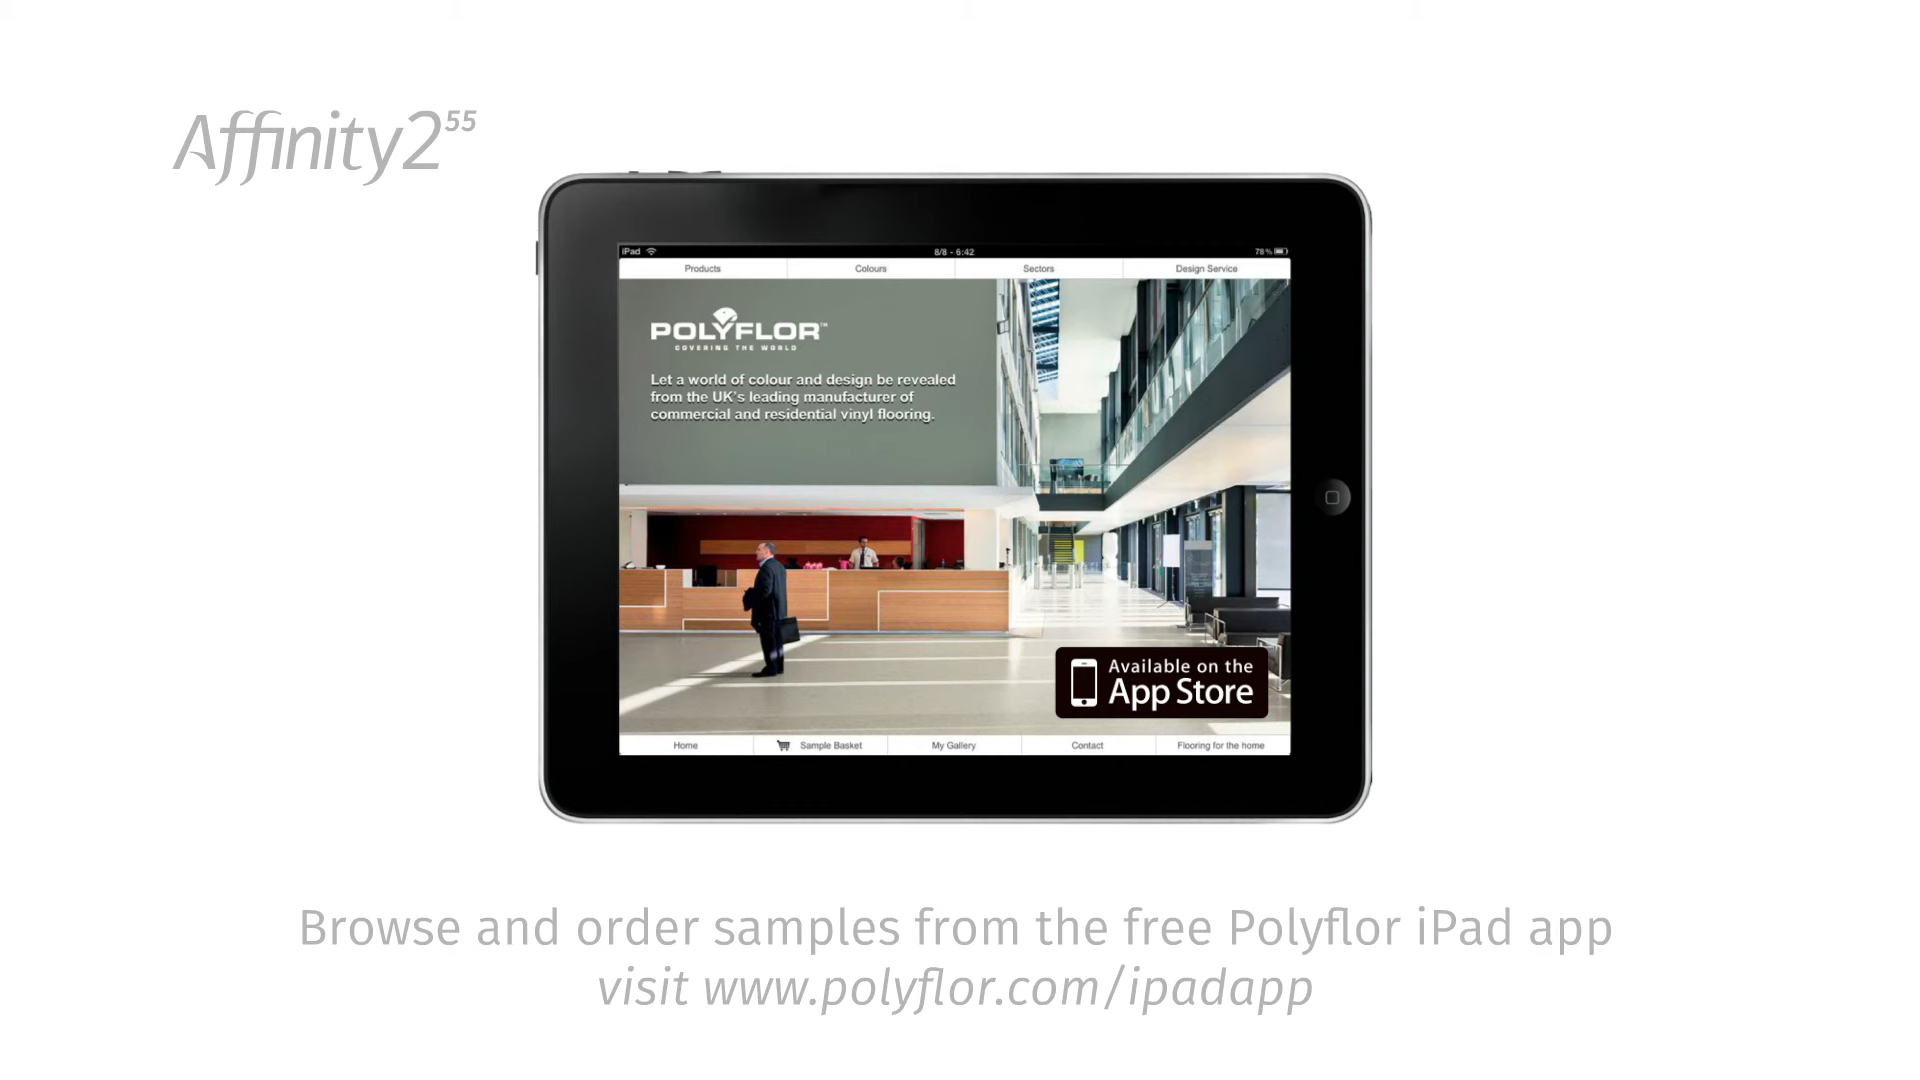 Affinity2⁵⁵
iPad 8/8 - 6:42 78%
Products Colours Sectors Design Service
POLYFLOR™
COVERING THE WORLD
Let a world of colour and design be revealed
from the UK's leading manufacturer of
commercial and residential vinyl flooring.
Available on the
App Store
Home Sample Basket My Gallery Contact Flooring for the home
Browse and order samples from the free Polyflor iPad app
visit www.polyflor.com/ipadapp